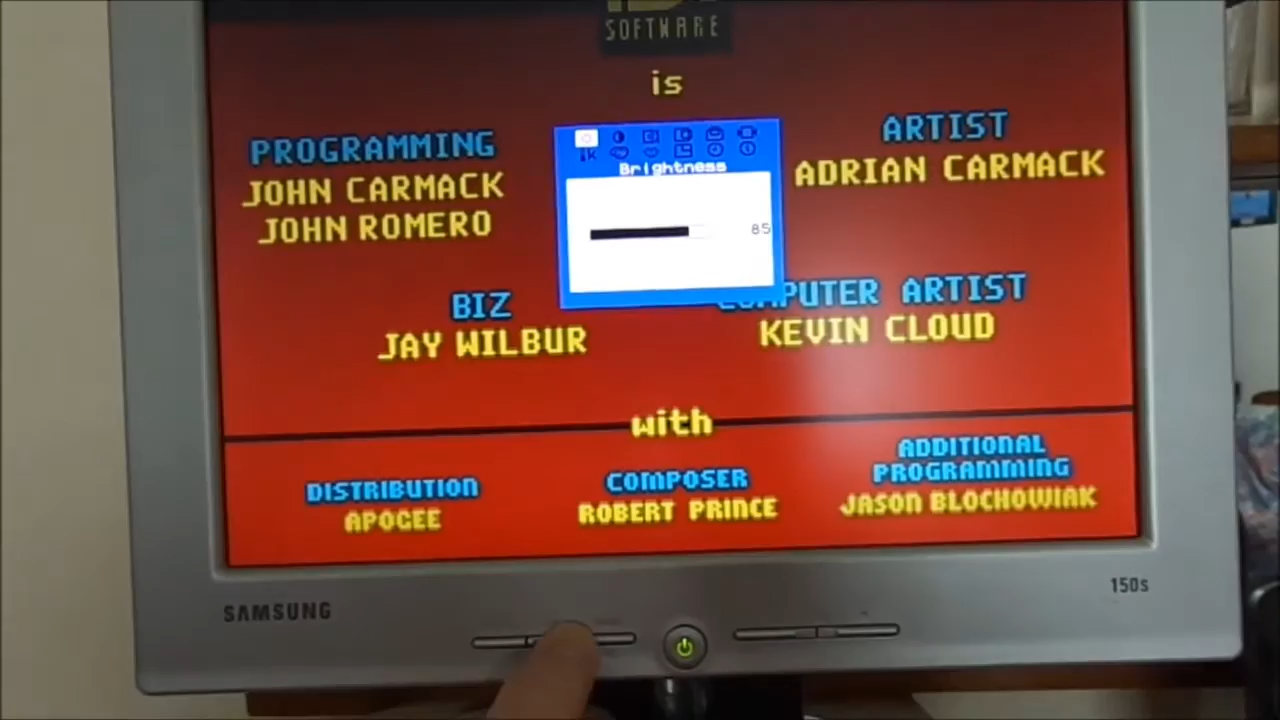 SOFTWARE
is
PROGRAMMING
JOHN CARMACK
JOHN ROMERO
ARTIST
ADRIAN CARMACK
Brightness
85
BIZ
JAY WILBUR
COMPUTER ARTIST
KEVIN CLOUD
with
DISTRIBUTION
APOGEE
COMPOSER
ROBERT PRINCE
ADDITIONAL
PROGRAMMING
JASON BLOCHOWIAK
SAMSUNG
150s